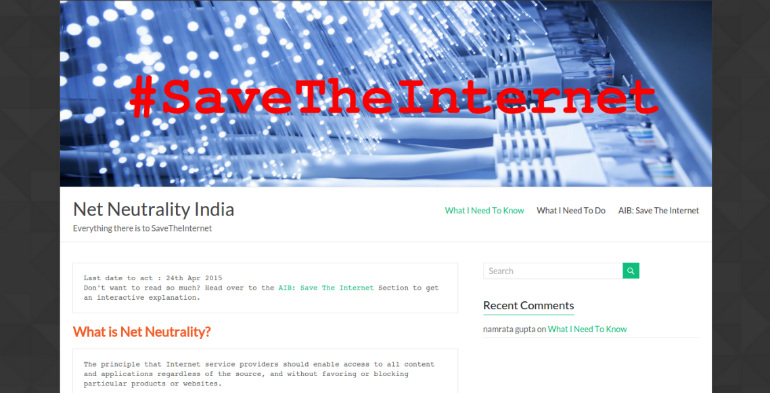 #SaveTheInternet
Net Neutrality India
Everything there is to SaveTheInternet
What I Need To Know What I Need To Do AIB: Save The Internet
Last date to act : 24th Apr 2015
Don't want to read so much? Head over to the AIB: Save The Internet Section to get
an interactive explanation.
What is Net Neutrality?
The principle that Internet service providers should enable access to all content
and applications regardless of the source, and without favoring or blocking
particular products or websites.
Search
Recent Comments
namrata gupta on What I Need To Know